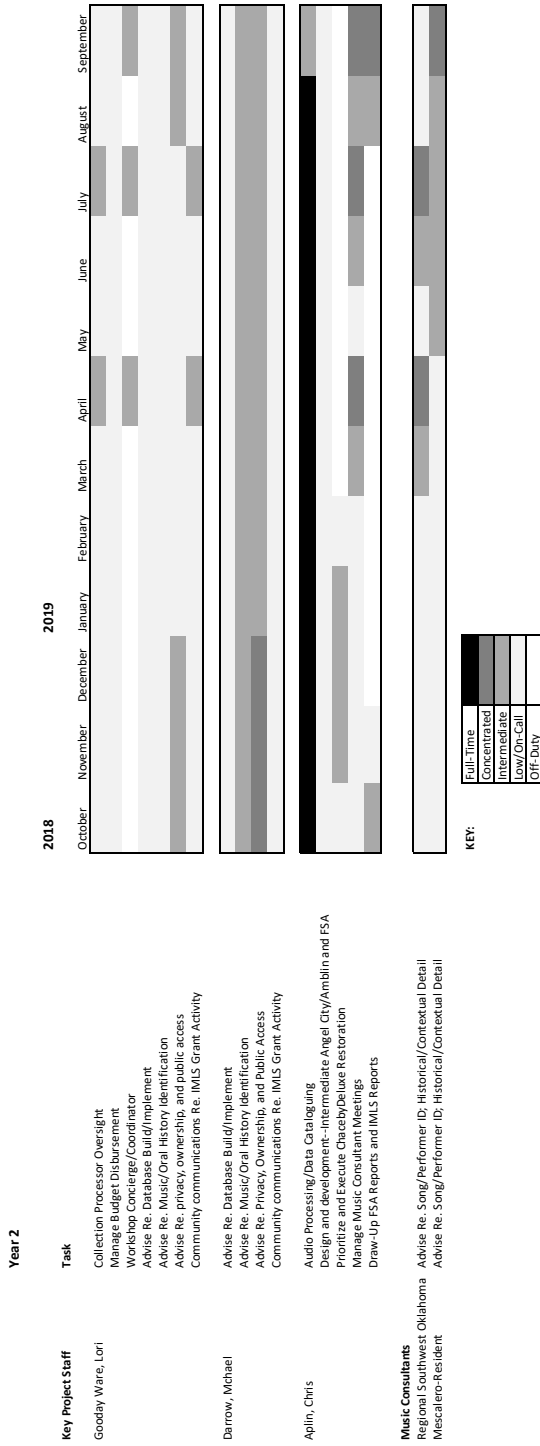 Year 2
2018 2019
Key Project Staff Task October November December January February March April May June July August September
Gooday Ware, Lori Collection Processor Oversight
Manage Budget Disbursement
Workshop Concierge/Coordinator
Advise Re. Database Build/Implement
Advise Re. Music/Oral History Identification
Advise Re. privacy, ownership, and public access
Community communications Re. IMLS Grant Activity
Darrow, Mchael Advise Re. Database Build/Implement
Advise Re. Music/Oral History Identification
Advise Re. Privacy, Ownership, and Public Access
Community communications Re. IMLS Grant Activity
Aplin, Chris Audio Processing/Data Cataloguing
Design and development--Intermediate Angel City/Amblin and FSA
Prioritize and Execute ChacebyDeluxe Restoration
Manage Music Consultant Meetings
Draw-Up FSA Reports and IMLS Reports
Music Consultants
Regional Southwest Oklahoma Advise Re. Song/Performer ID; Historical/Contextual Detail
Mescalero-Resident Advise Re. Song/Performer ID; Historical/Contextual Detail
KEY: Full-Time
Concentrated
Intermediate
Low/On-Call
Off-Duty